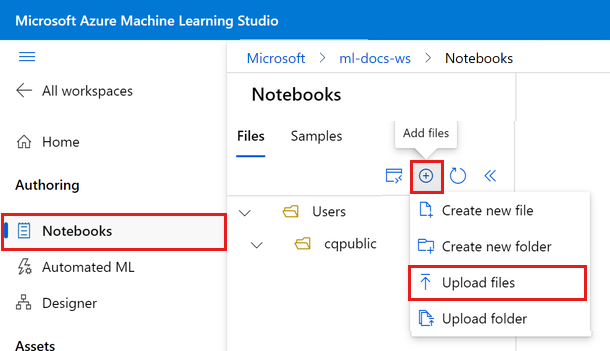 Microsoft Azure Machine Learning Studio
Microsoft > ml-docs-ws > Notebooks
All workspaces
Home
Authoring
Notebooks
Automated ML
Designer
Assets
Notebooks
Files Samples
Add files
Users
cqpublic
Create new file
Create new folder
Upload files
Upload folder